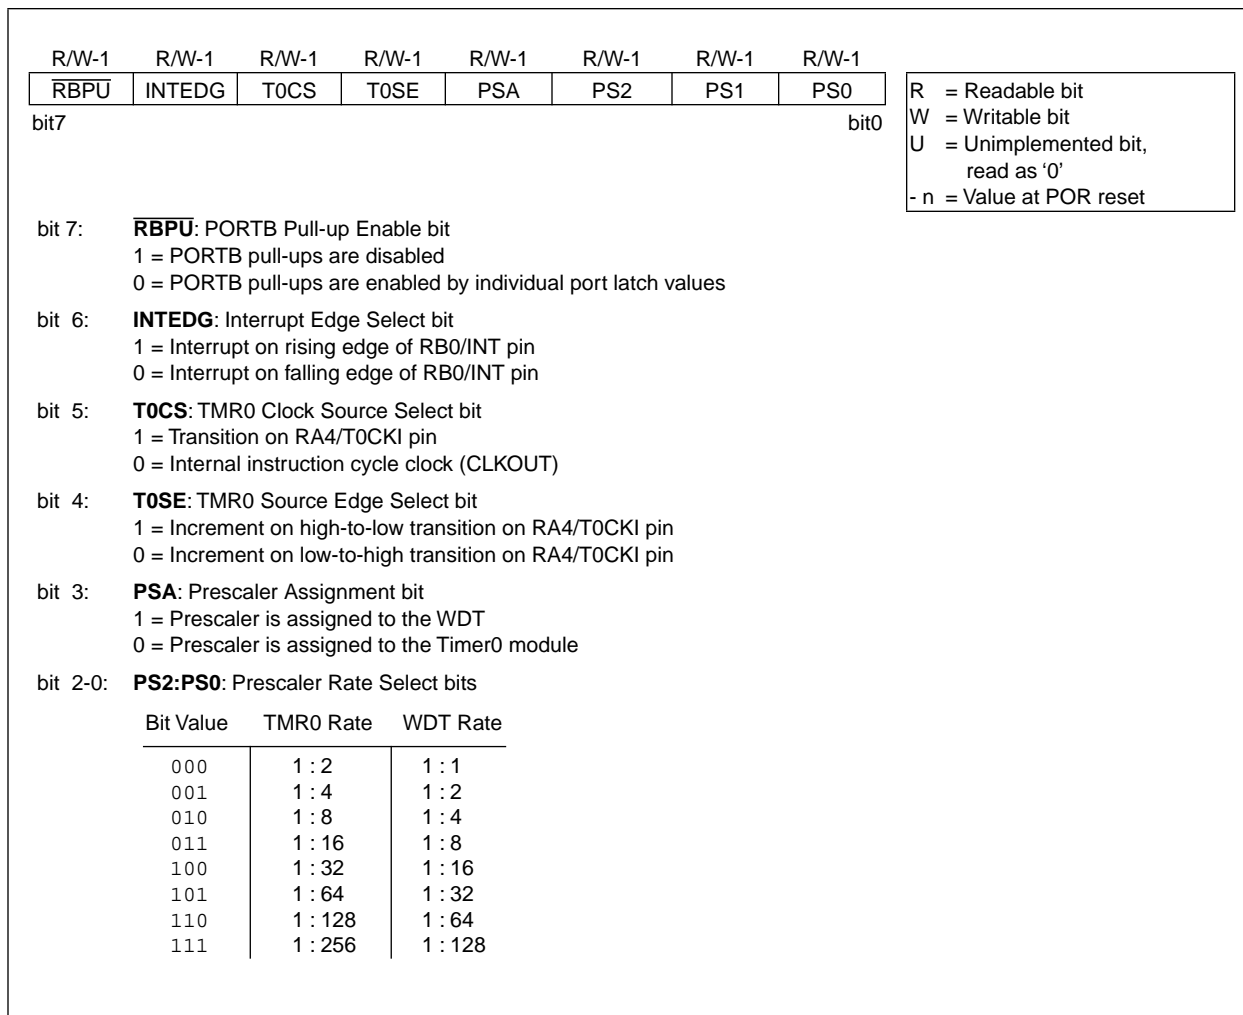 R/W-1 R/W-1 R/W-1 R/W-1 R/W-1 R/W-1 R/W-1 R/W-1
R̅B̅P̅U̅ INTEDG T0CS T0SE PSA PS2 PS1 PS0
bit7 bit0
R = Readable bit
W = Writable bit
U = Unimplemented bit,
read as ‘0’
- n = Value at POR reset
bit 7: R̅B̅P̅U̅: PORTB Pull-up Enable bit
1 = PORTB pull-ups are disabled
0 = PORTB pull-ups are enabled by individual port latch values
bit 6: INTEDG: Interrupt Edge Select bit
1 = Interrupt on rising edge of RB0/INT pin
0 = Interrupt on falling edge of RB0/INT pin
bit 5: T0CS: TMR0 Clock Source Select bit
1 = Transition on RA4/T0CKI pin
0 = Internal instruction cycle clock (CLKOUT)
bit 4: T0SE: TMR0 Source Edge Select bit
1 = Increment on high-to-low transition on RA4/T0CKI pin
0 = Increment on low-to-high transition on RA4/T0CKI pin
bit 3: PSA: Prescaler Assignment bit
1 = Prescaler is assigned to the WDT
0 = Prescaler is assigned to the Timer0 module
bit 2-0: PS2:PS0: Prescaler Rate Select bits
Bit Value TMR0 Rate WDT Rate
000 1 : 2 1 : 1
001 1 : 4 1 : 2
010 1 : 8 1 : 4
011 1 : 16 1 : 8
100 1 : 32 1 : 16
101 1 : 64 1 : 32
110 1 : 128 1 : 64
111 1 : 256 1 : 128